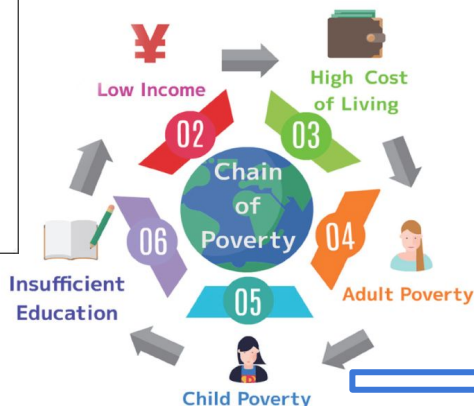 ¥
Low Income
02
High Cost
of Living
03
Chain
of
Poverty
04
Adult Poverty
05
Child Poverty
06
Insufficient
Education